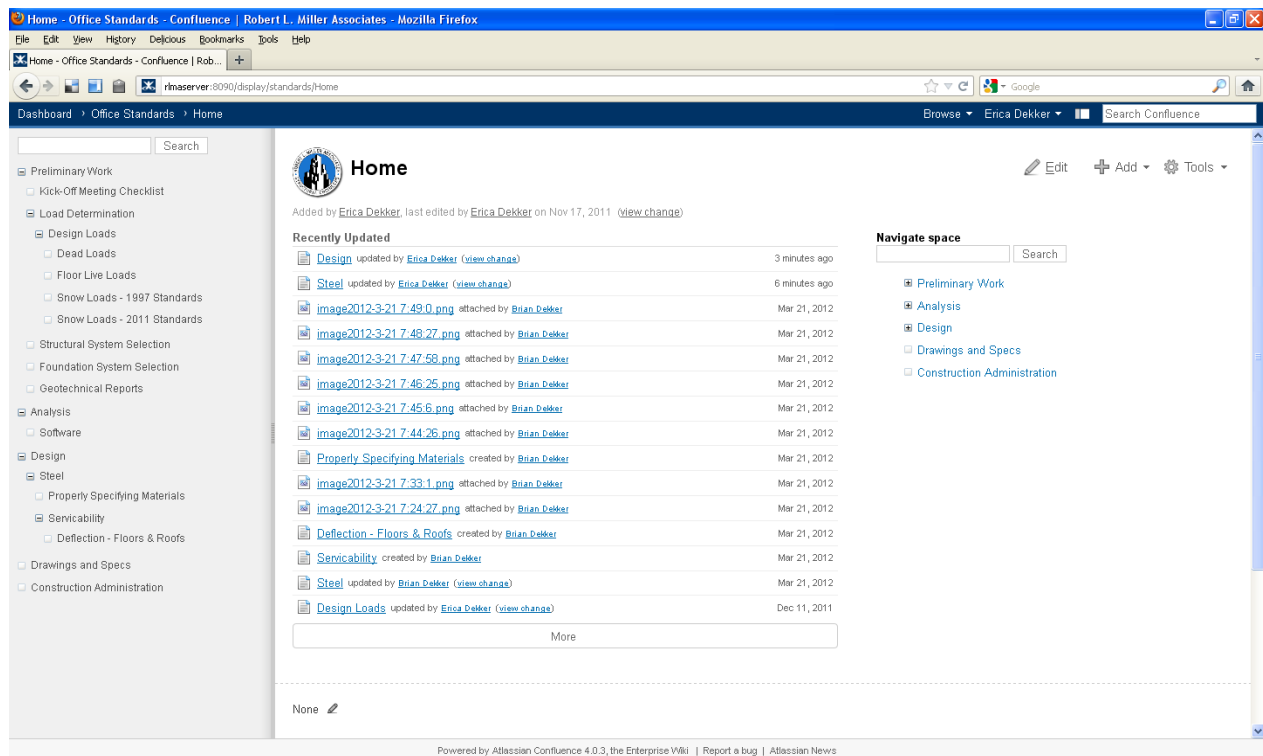 Home - Office Standards - Confluence | Robert L. Miller Associates - Mozilla Firefox
File Edit View History Delicious Bookmarks Tools Help
Home - Office Standards - Confluence | Rob...
rlmaserver:8090/display/standards/Home
Google
Dashboard › Office Standards › Home
Browse Erica Dekker Search Confluence
Search
Preliminary Work
Kick-Off Meeting Checklist
Load Determination
Design Loads
Dead Loads
Floor Live Loads
Snow Loads - 1997 Standards
Snow Loads - 2011 Standards
Structural System Selection
Foundation System Selection
Geotechnical Reports
Analysis
Software
Design
Steel
Properly Specifying Materials
Servicability
Deflection - Floors & Roofs
Drawings and Specs
Construction Administration
Home
Edit Add Tools
Added by Erica Dekker, last edited by Erica Dekker on Nov 17, 2011 (view change)
Recently Updated
Design updated by Erica Dekker (view change) 3 minutes ago
Steel updated by Erica Dekker (view change) 6 minutes ago
image2012-3-21 7:49:0.png attached by Brian Dekker Mar 21, 2012
image2012-3-21 7:48:27.png attached by Brian Dekker Mar 21, 2012
image2012-3-21 7:47:58.png attached by Brian Dekker Mar 21, 2012
image2012-3-21 7:46:25.png attached by Brian Dekker Mar 21, 2012
image2012-3-21 7:45:6.png attached by Brian Dekker Mar 21, 2012
image2012-3-21 7:44:26.png attached by Brian Dekker Mar 21, 2012
Properly Specifying Materials created by Brian Dekker Mar 21, 2012
image2012-3-21 7:33:1.png attached by Brian Dekker Mar 21, 2012
image2012-3-21 7:24:27.png attached by Brian Dekker Mar 21, 2012
Deflection - Floors & Roofs created by Brian Dekker Mar 21, 2012
Servicability created by Brian Dekker Mar 21, 2012
Steel updated by Brian Dekker (view change) Mar 21, 2012
Design Loads updated by Erica Dekker (view change) Dec 11, 2011
More
Navigate space
Search
Preliminary Work
Analysis
Design
Drawings and Specs
Construction Administration
None
Powered by Atlassian Confluence 4.0.3, the Enterprise Wiki | Report a bug | Atlassian News